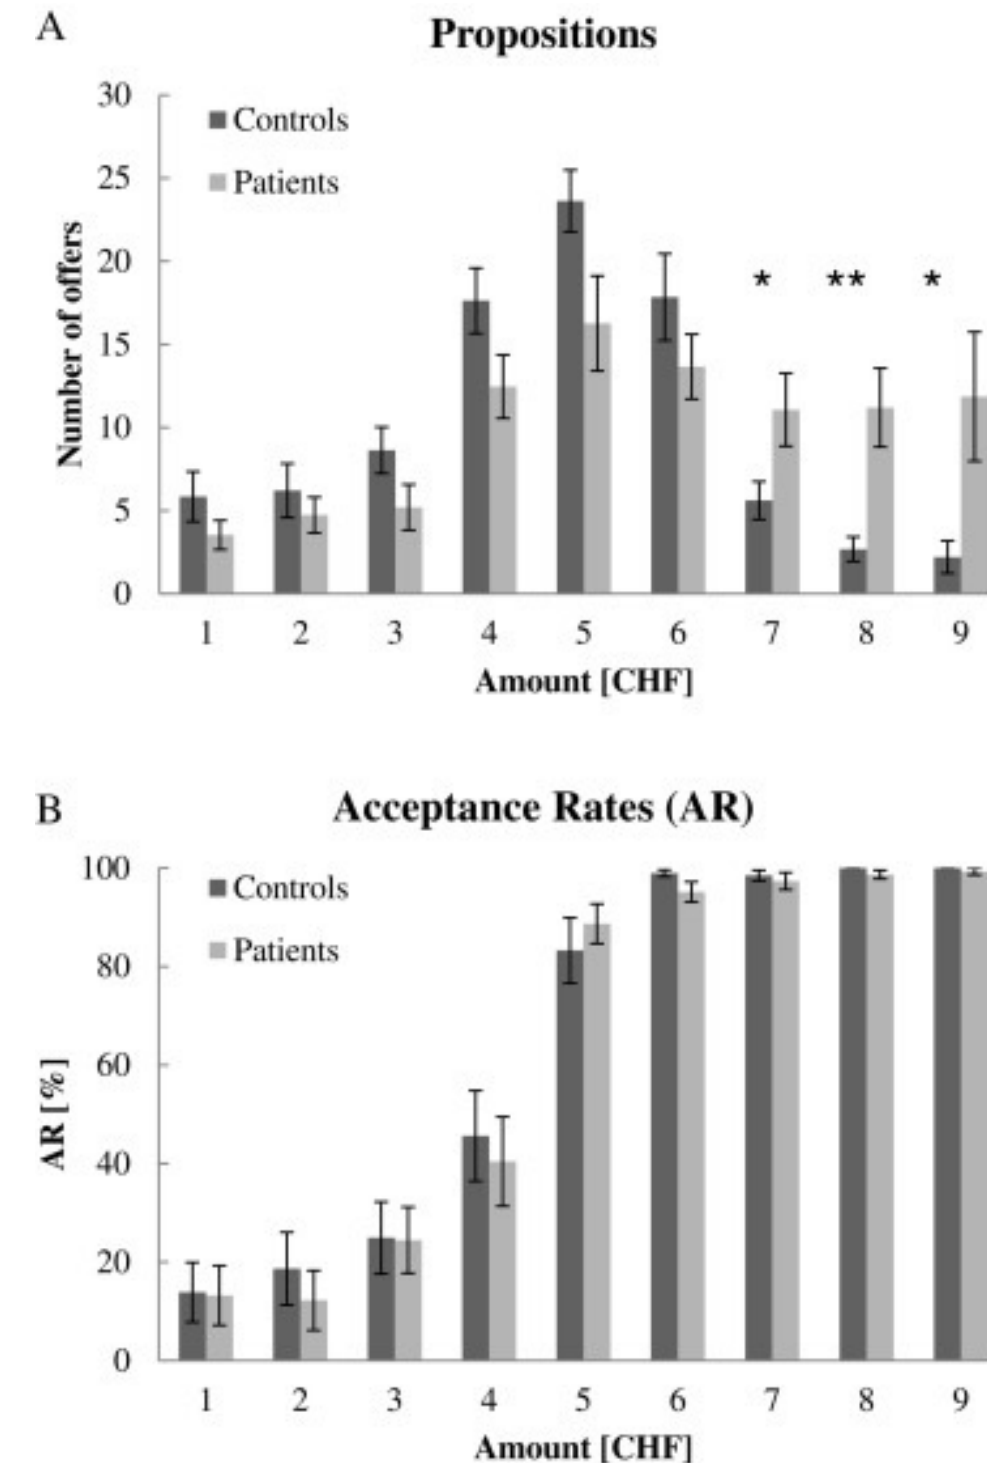 A
Propositions
30
Controls
Patients
25
20
15
10
5
0
Number of offers
* ** *
1 2 3 4 5 6 7 8 9
Amount [CHF]
B
Acceptance Rates (AR)
100
Controls
Patients
80
60
40
20
0
AR [%]
1 2 3 4 5 6 7 8 9
Amount [CHF]